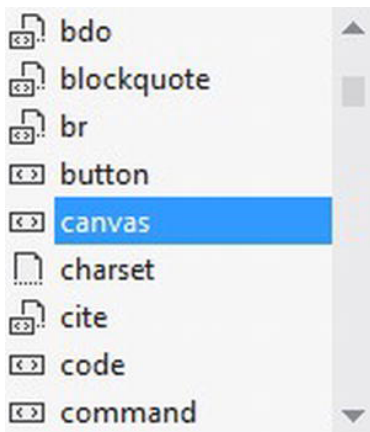 bdo
blockquote
br
button
canvas
charset
cite
code
command